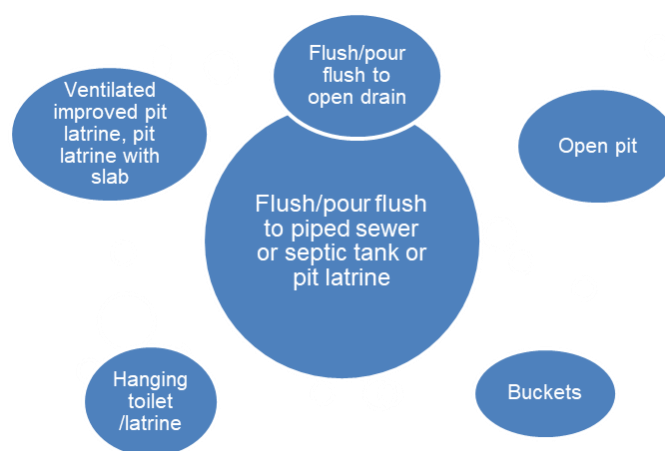 Flush/pour
flush to
open drain
Ventilated
improved pit
latrine, pit
latrine with
slab
Open pit
Flush/pour flush
to piped sewer
or septic tank or
pit latrine
Hanging
toilet
/latrine
Buckets